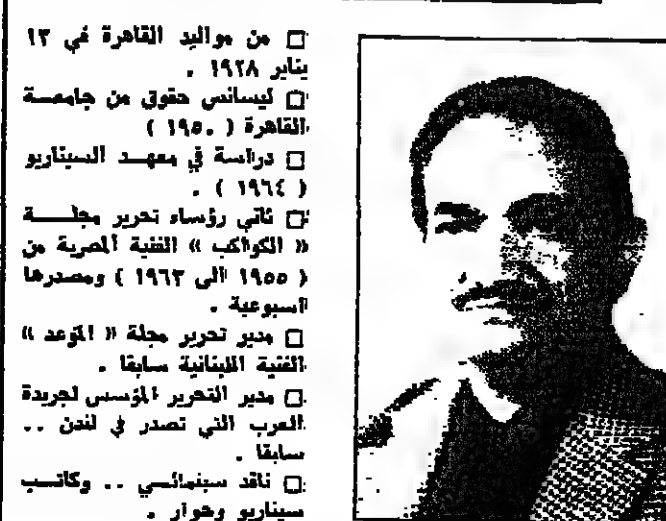 □ من مواليد القاهرة في ١٣
يناير ١٩٢٨ .
□ ليسانس حقوق من جامعة
القاهرة ( ١٩٥٠ )
□ دراسة في معهد السيناريو
( ١٩٦٤ ) .
□ ثاني رؤساء تحرير مجلة
« الكواكب » الفنية المصرية من
( ١٩٥٥ الى ١٩٦٣ ) ومصدرها
اسبوعية .
□ مدير تحرير مجلة « الموعد »
الفنية اللبنانية سابقا .
□ مدير التحرير المؤسس لجريدة
العرب التي تصدر في لندن ..
سابقا .
□ ناقد سينمائي .. وكاتب
سيناريو وحوار .